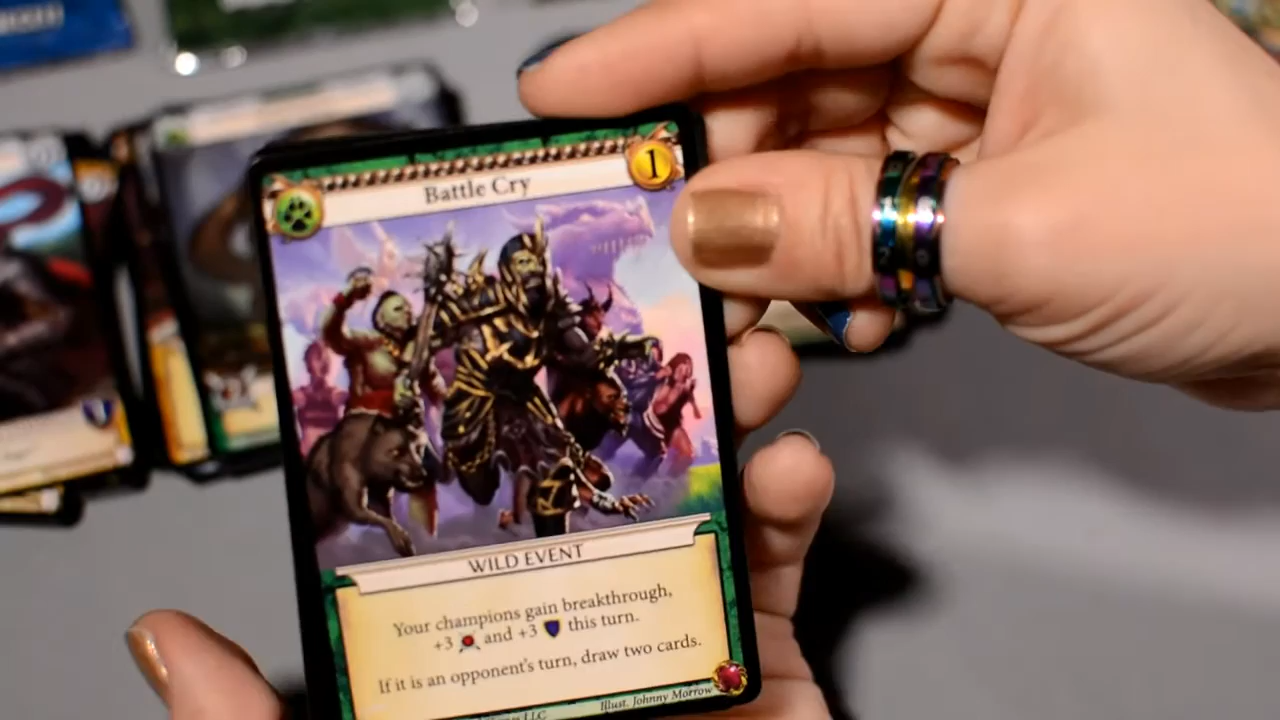 Battle Cry
1
WILD EVENT
Your champions gain breakthrough,
+3 and +3 this turn.
If it is an opponent's turn, draw two cards.
LLC Illust. Johnny Morrow